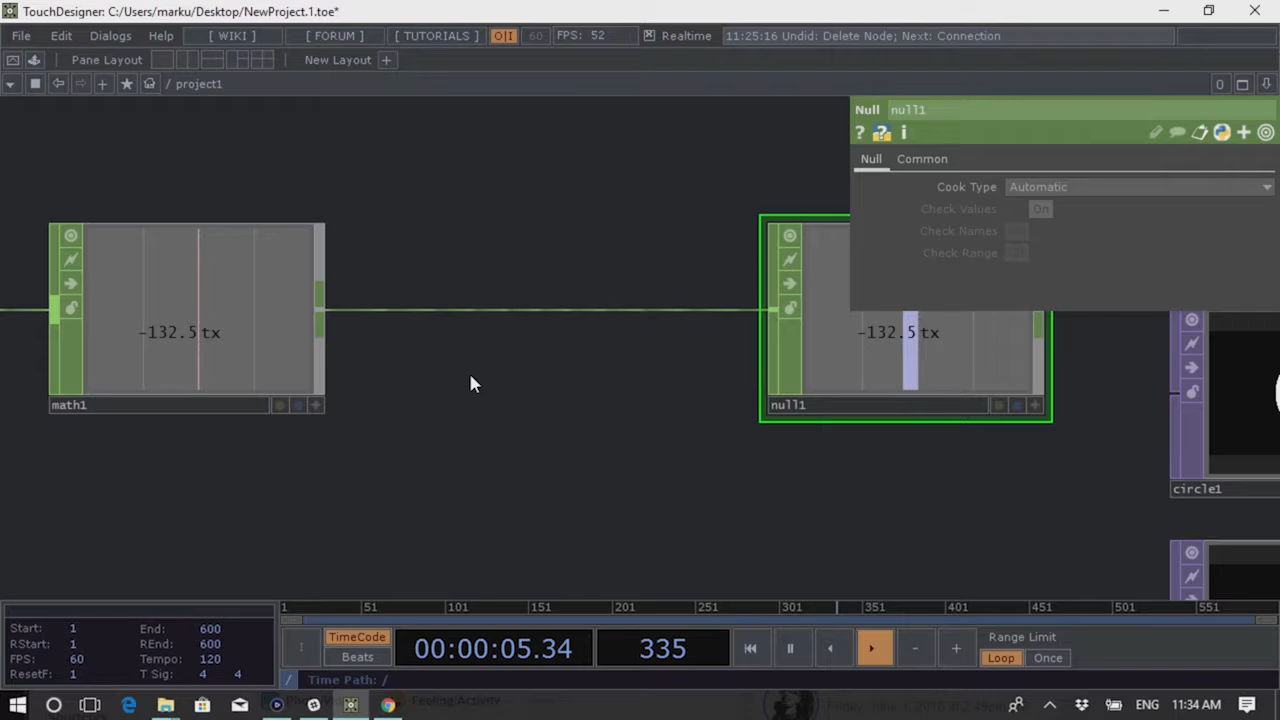 TouchDesigner: C:/Users/marku/Desktop/NewProject.1.toe*
File Edit Dialogs Help [ WIKI ] [ FORUM ] [ TUTORIALS ] O|I 60 FPS: 52 Realtime 11:25:16 Undid: Delete Node; Next: Connection
Pane Layout New Layout +
/ project1 0
Null null1
? ? i
Null Common
Cook Type Automatic
Check Values On
Check Names
Check Range
-132.5 tx
math1
-132.5 tx
null1
circle1
1 51 101 151 201 251 301 351 401 451 501 551
Start: 1 End: 600
RStart: 1 REnd: 600
FPS: 60 Tempo: 120
ResetF: 1 T Sig: 4 4
TimeCode
Beats
00:00:05.34
335
Range Limit
Loop Once
/ Time Path: /
Feeling.Activity
ENG 11:34 AM